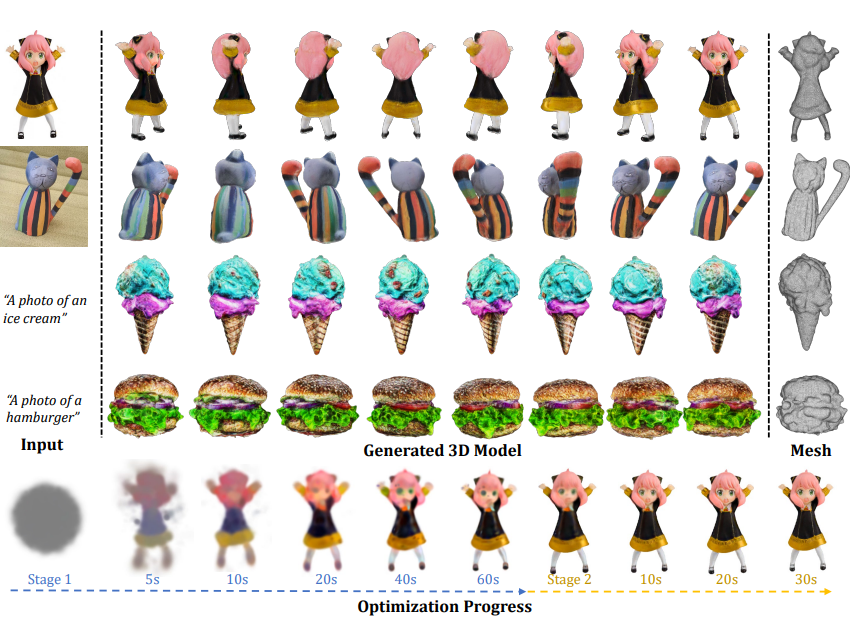 “A photo of an
ice cream”
“A photo of a
hamburger”
Input
Generated 3D Model
Mesh
Stage 1
5s
10s
20s
40s
60s
Stage 2
10s
20s
30s
Optimization Progress